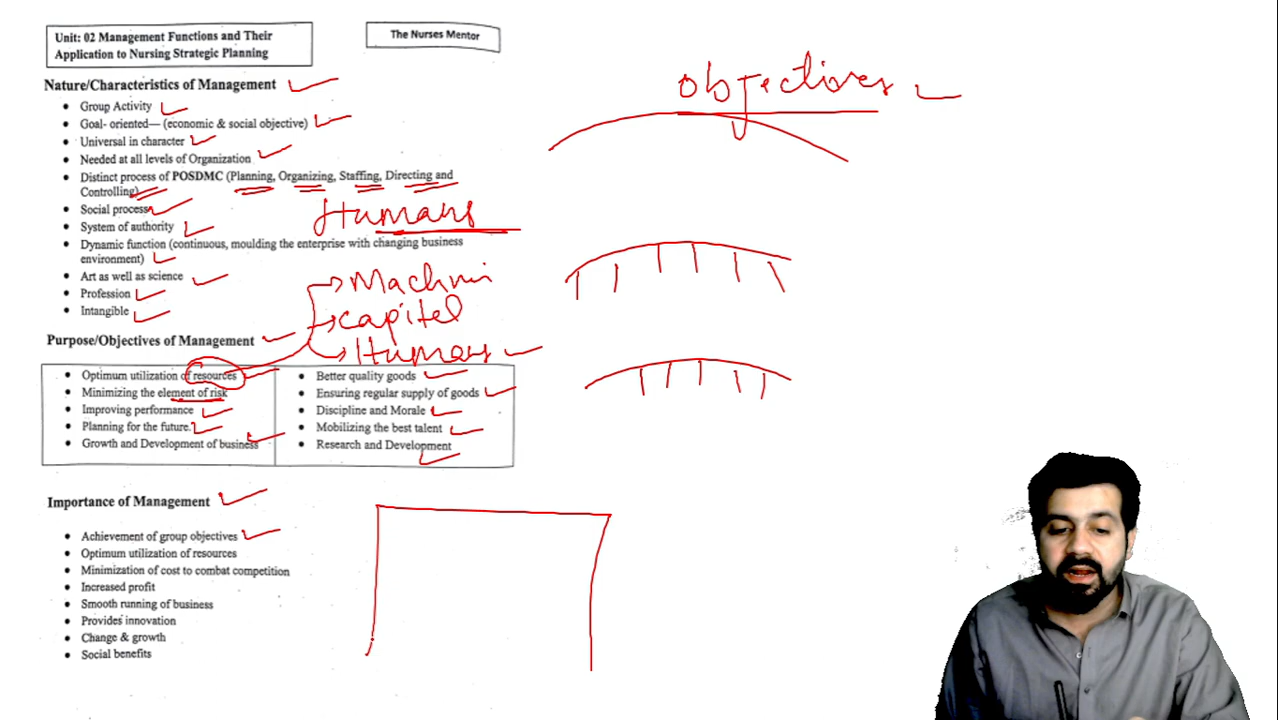 Unit: 02 Management Functions and Their
Application to Nursing Strategic Planning
The Nurses Mentor
Objectives
Nature/Characteristics of Management
Group Activity
Goal- oriented— (economic & social objective)
Universal in character
Needed at all levels of Organization
Distinct process of POSDMC (Planning, Organizing, Staffing, Directing and
Controlling)
Social process
Humans
System of authority
Dynamic function (continuous, moulding the enterprise with changing business
environment)
Art as well as science
Profession
Intangible
Capitel
Humans
Purpose/Objectives of Management
Optimum utilization of resources
Minimizing the element of risk
Improving performance
Planning for the future.
Growth and Development of business
Better quality goods
Ensuring regular supply of goods
Discipline and Morale
Mobilizing the best talent
Research and Development
Importance of Management
Achievement of group objectives
Optimum utilization of resources
Minimization of cost to combat competition
Increased profit
Smooth running of business
Provides innovation
Change & growth
Social benefits